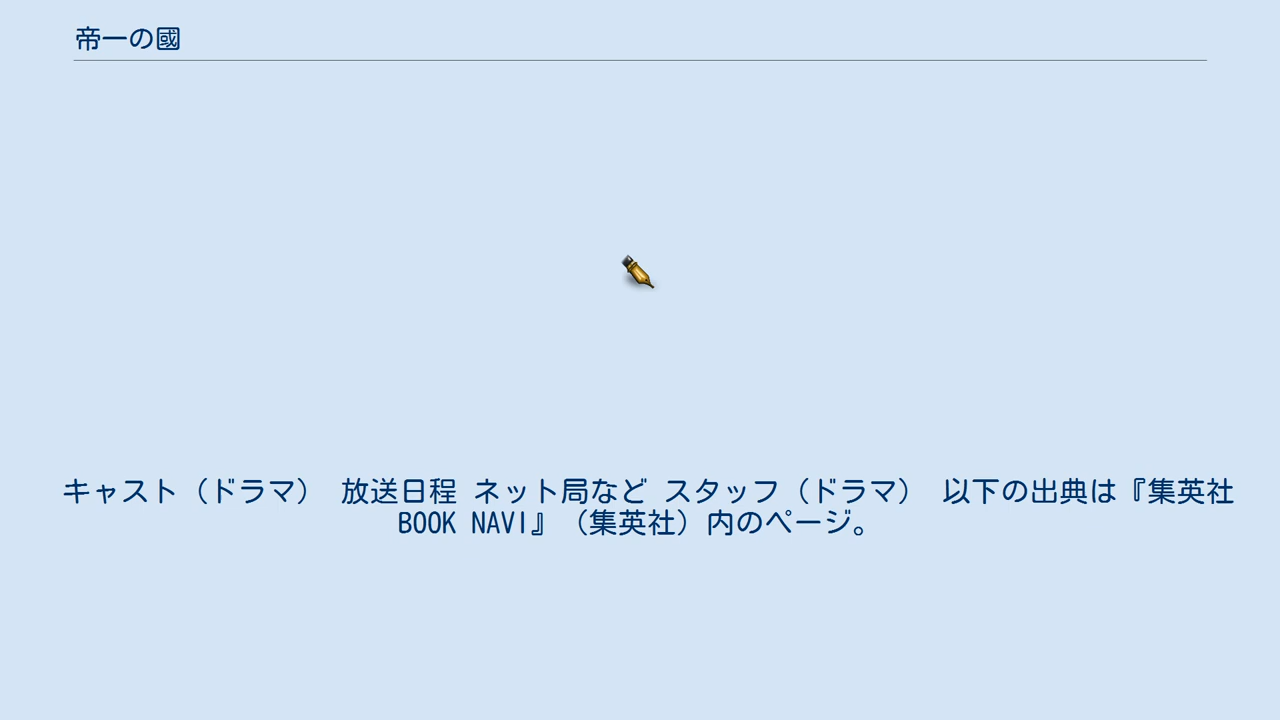 帝一の國
キャスト（ドラマ） 放送日程 ネット局など スタッフ（ドラマ） 以下の出典は『集英社
BOOK NAVI』（集英社）内のページ。